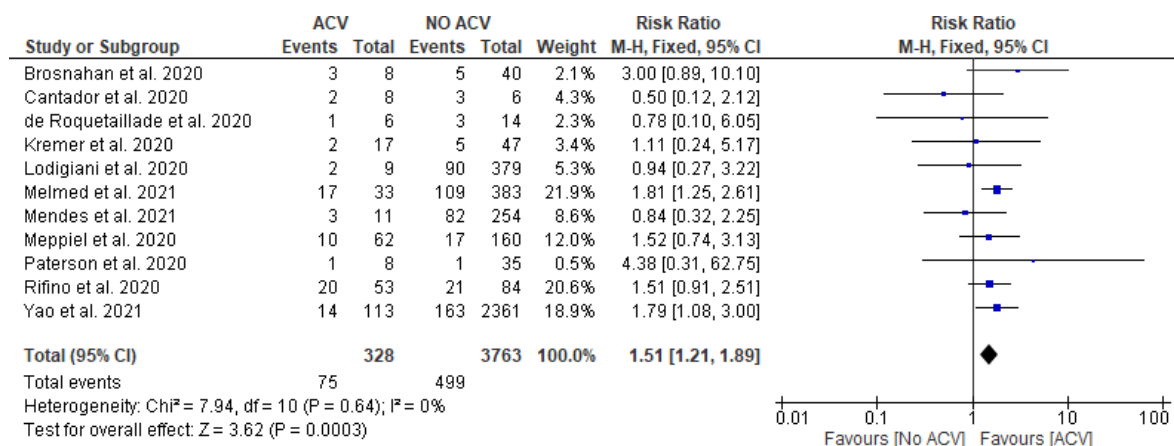 ACV NO ACV Risk Ratio Risk Ratio
Study or Subgroup Events Total Events Total Weight M-H, Fixed, 95% CI M-H, Fixed, 95% CI
Brosnahan et al. 2020 3 8 5 40 2.1% 3.00 [0.89, 10.10]
Cantador et al. 2020 2 8 3 6 4.3% 0.50 [0.12, 2.12]
de Roquetaillade et al. 2020 1 6 3 14 2.3% 0.78 [0.10, 6.05]
Kremer et al. 2020 2 17 5 47 3.4% 1.11 [0.24, 5.17]
Lodigiani et al. 2020 2 9 90 379 5.3% 0.94 [0.27, 3.22]
Melmed et al. 2021 17 33 109 383 21.9% 1.81 [1.25, 2.61]
Mendes et al. 2021 3 11 82 254 8.6% 0.84 [0.32, 2.25]
Meppiel et al. 2020 10 62 17 160 12.0% 1.52 [0.74, 3.13]
Paterson et al. 2020 1 8 1 35 0.5% 4.38 [0.31, 62.75]
Rifino et al. 2020 20 53 21 84 20.6% 1.51 [0.91, 2.51]
Yao et al. 2021 14 113 163 2361 18.9% 1.79 [1.08, 3.00]
Total (95% CI) 328 3763 100.0% 1.51 [1.21, 1.89]
Total events 75 499
Heterogeneity: Chi² = 7.94, df = 10 (P = 0.64); I² = 0%
Test for overall effect: Z = 3.62 (P = 0.0003)
0.01 0.1 1 10 100
Favours [No ACV] Favours [ACV]